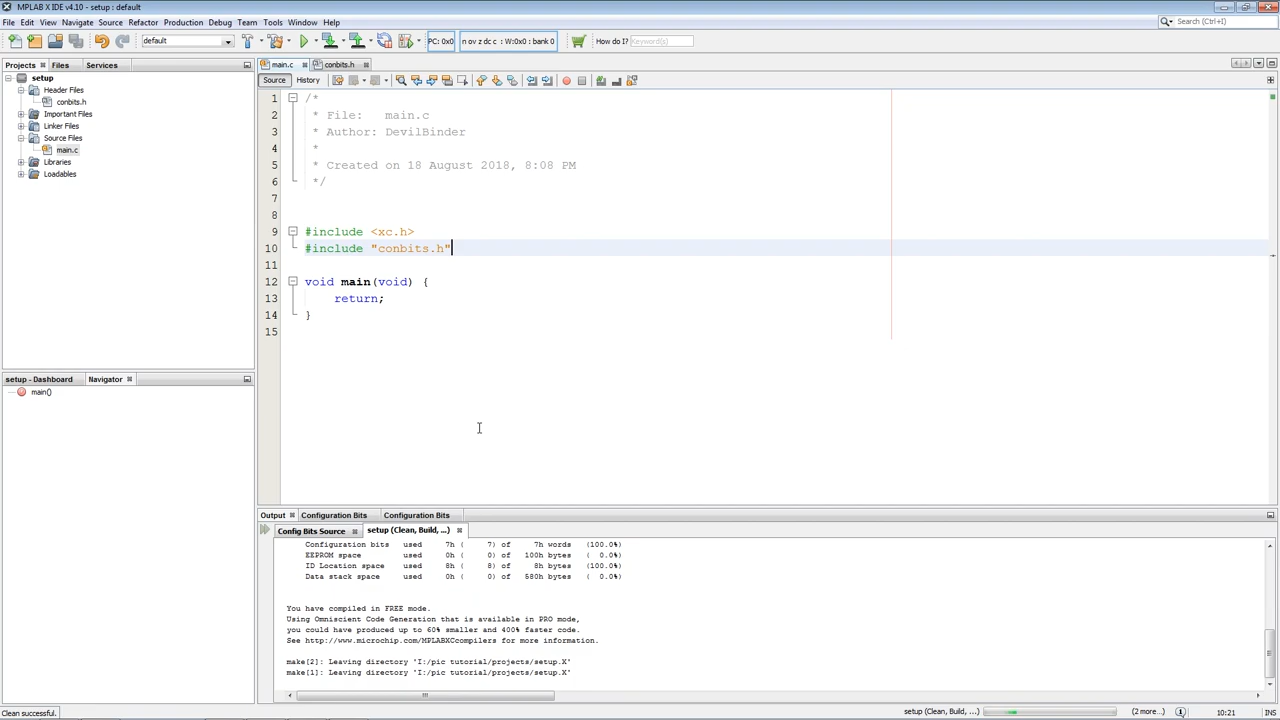 MPLAB X IDE v4.10 - setup : default
File Edit View Navigate Source Refactor Production Debug Team Tools Window Help
Search (Ctrl+I)
default
PC: 0x0
n ov z dc c : W:0x0 : bank 0
How do I? Keyword(s)
Projects Files Services
setup
Header Files
conbits.h
Important Files
Linker Files
Source Files
main.c
Libraries
Loadables
setup - Dashboard Navigator
main()
main.c conbits.h
Source History
1 /*
2 * File: main.c
3 * Author: DevilBinder
4 *
5 * Created on 18 August 2018, 8:08 PM
6 */
7
8
9 #include <xc.h>
10 #include "conbits.h"
11
12 void main(void) {
13 return;
14 }
15
Output Configuration Bits Configuration Bits
Config Bits Source setup (Clean, Build, ...)
Configuration bits used 7h ( 7) of 7h words (100.0%)
EEPROM space used 0h ( 0) of 100h bytes ( 0.0%)
ID Location space used 8h ( 8) of 8h bytes (100.0%)
Data stack space used 0h ( 0) of 580h bytes ( 0.0%)
You have compiled in FREE mode.
Using Omniscient Code Generation that is available in PRO mode,
you could have produced up to 60% smaller and 400% faster code.
See http://www.microchip.com/MPLABXCcompilers for more information.
make[2]: Leaving directory 'I:/pic tutorial/projects/setup.X'
make[1]: Leaving directory 'I:/pic tutorial/projects/setup.X'
Clean successful.
setup (Clean, Build, ...) (2 more...) 10:21 INS